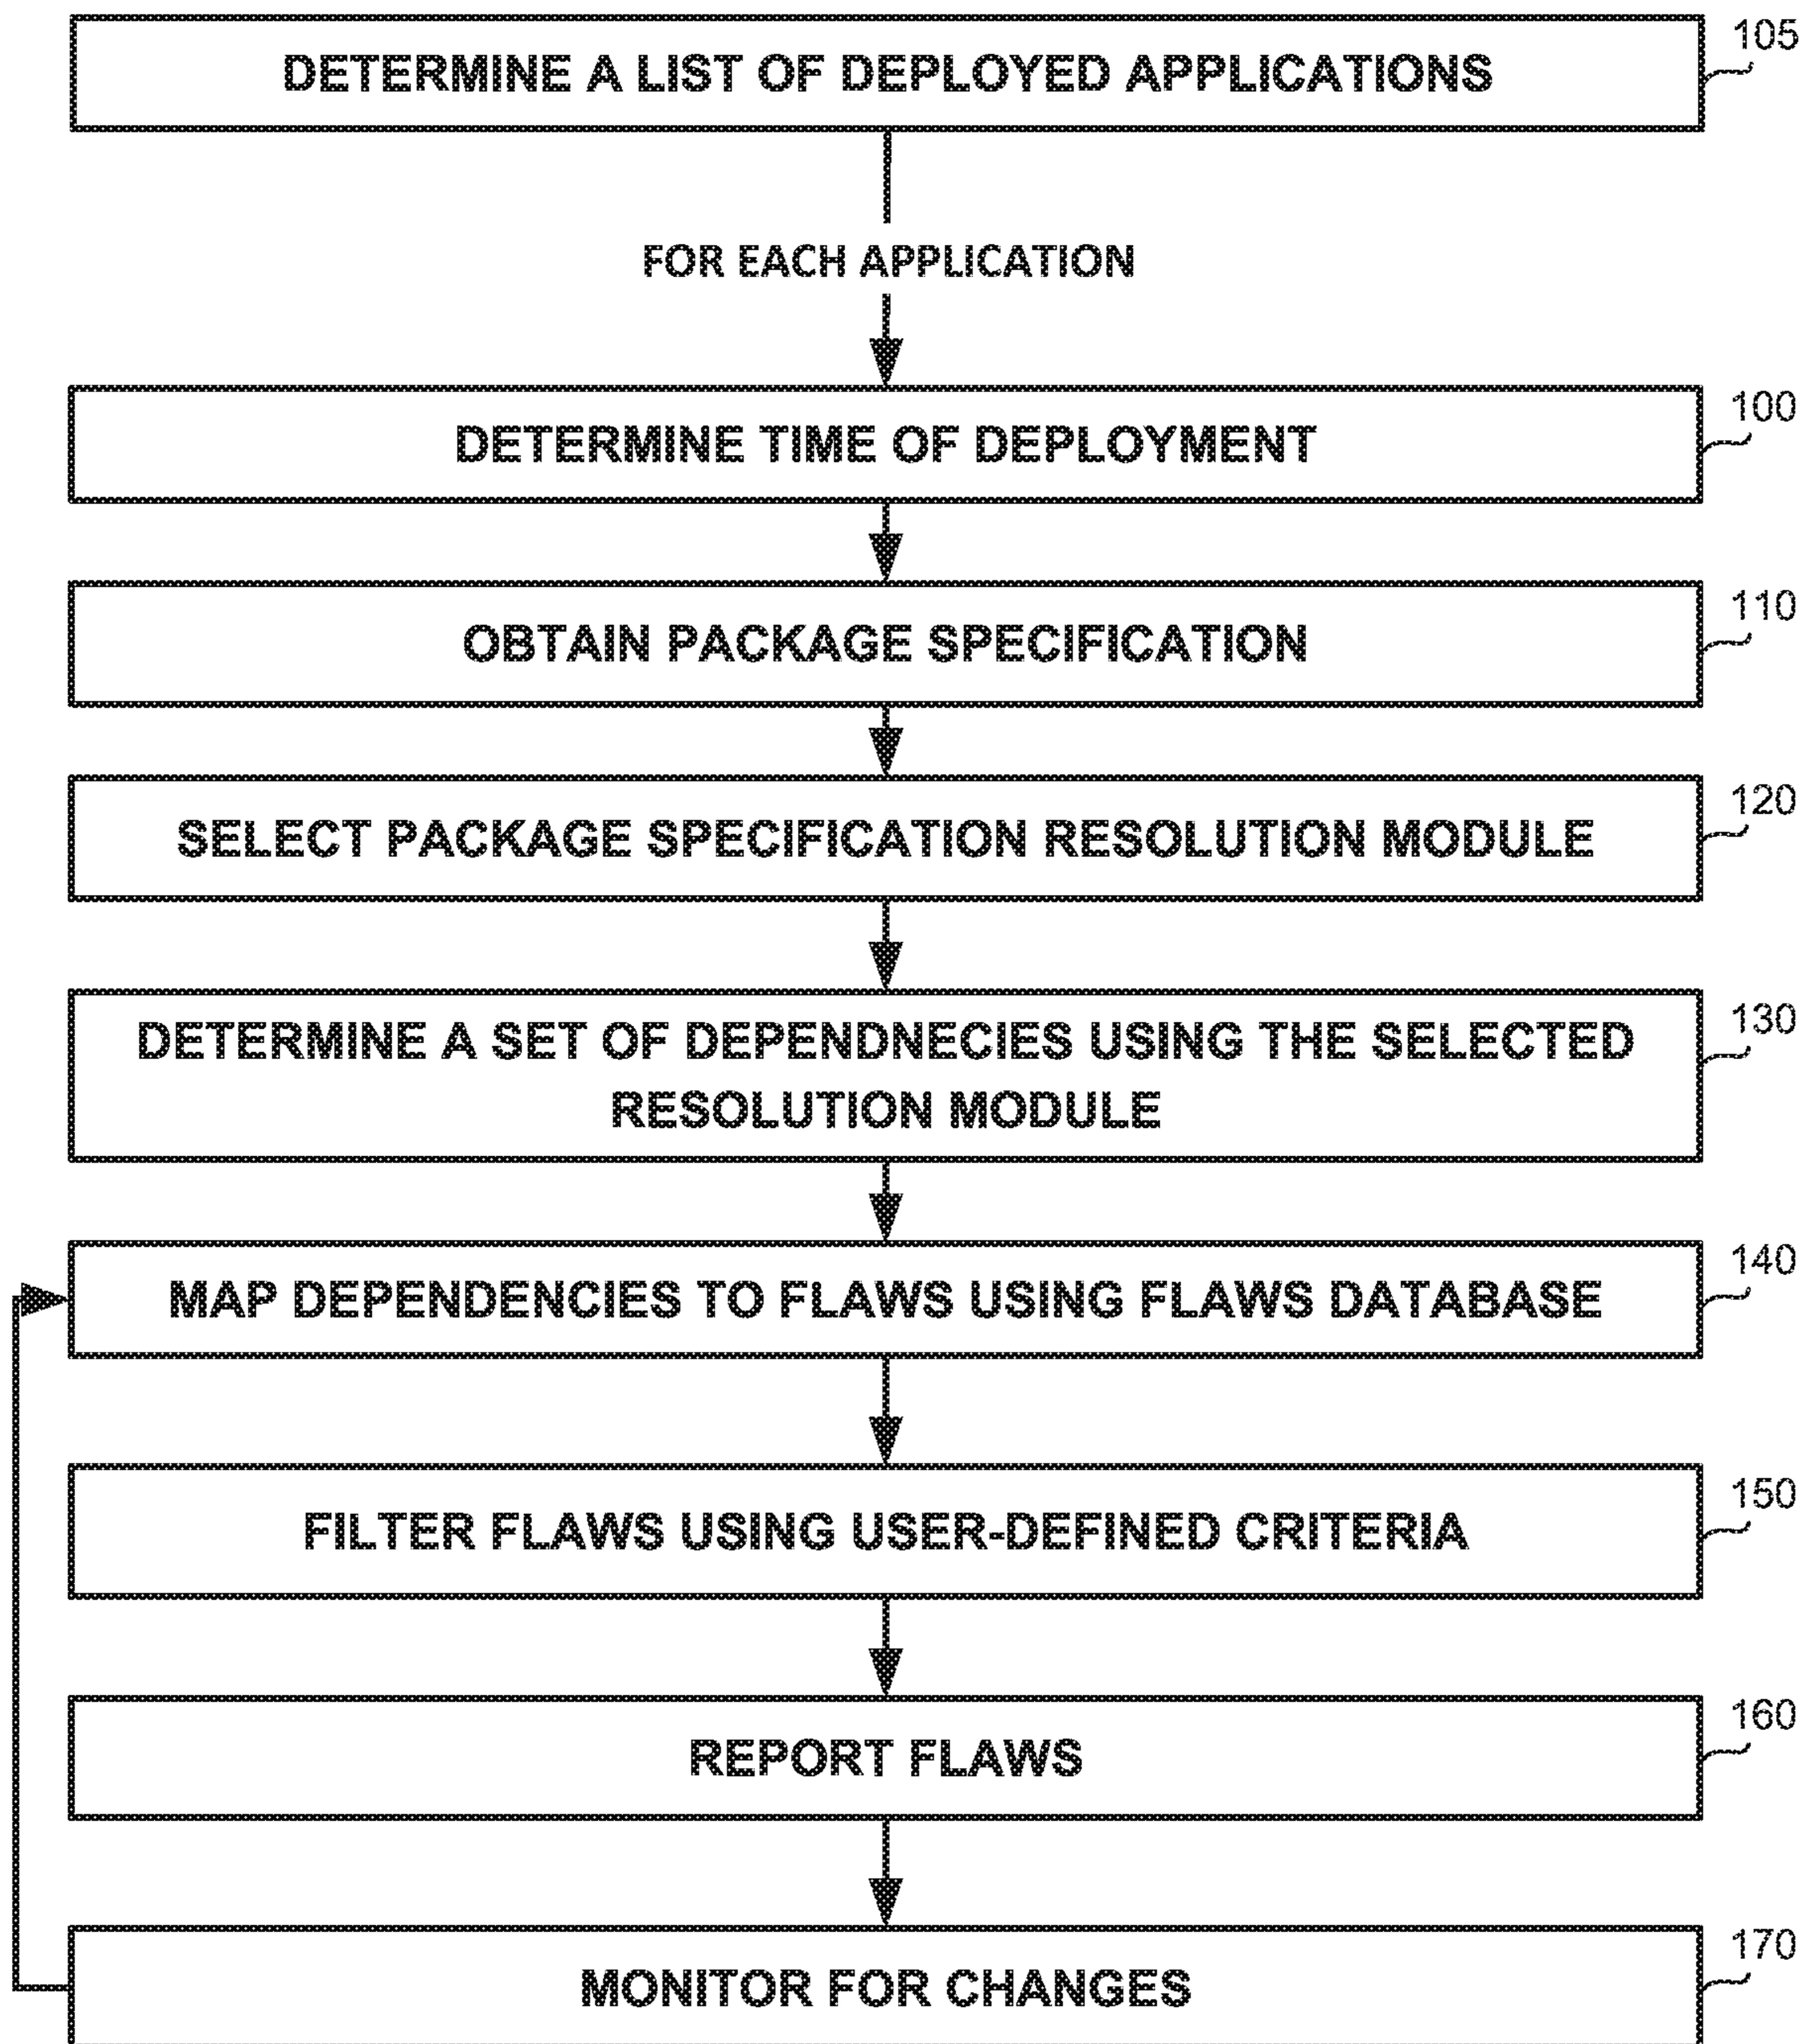 105
DETERMINE A LIST OF DEPLOYED APPLICATIONS
FOR EACH APPLICATION
100
DETERMINE TIME OF DEPLOYMENT
110
OBTAIN PACKAGE SPECIFICATION
120
SELECT PACKAGE SPECIFICATION RESOLUTION MODULE
130
DETERMINE A SET OF DEPENDNECIES USING THE SELECTED
RESOLUTION MODULE
140
MAP DEPENDENCIES TO FLAWS USING FLAWS DATABASE
150
FILTER FLAWS USING USER-DEFINED CRITERIA
160
REPORT FLAWS
170
MONITOR FOR CHANGES